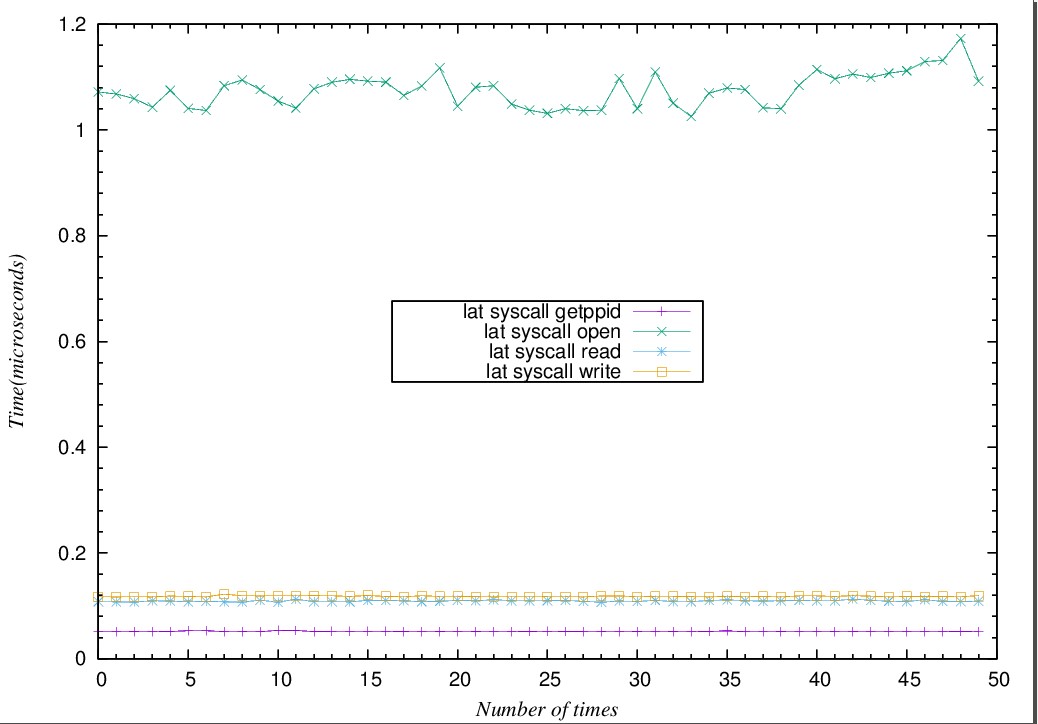 1.2
1
0.8
0.6
0.4
0.2
0
Time(microseconds)
lat syscall getppid
lat syscall open
lat syscall read
lat syscall write
0 5 10 15 20 25 30 35 40 45 50
Number of times